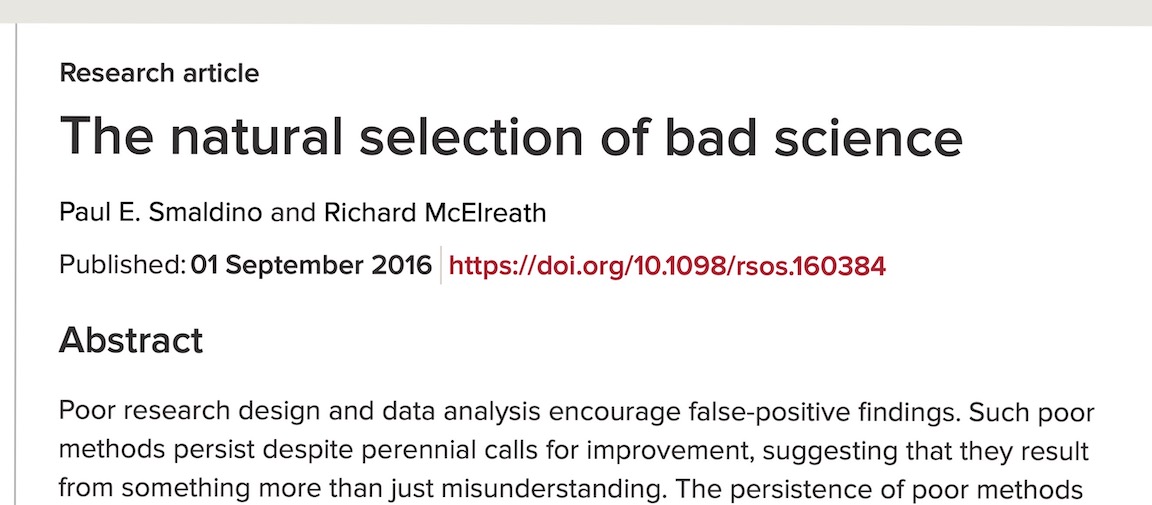 Research article
The natural selection of bad science
Paul E. Smaldino and Richard McElreath
Published: 01 September 2016 https://doi.org/10.1098/rsos.160384
Abstract
Poor research design and data analysis encourage false-positive findings. Such poor
methods persist despite perennial calls for improvement, suggesting that they result
from something more than just misunderstanding. The persistence of poor methods